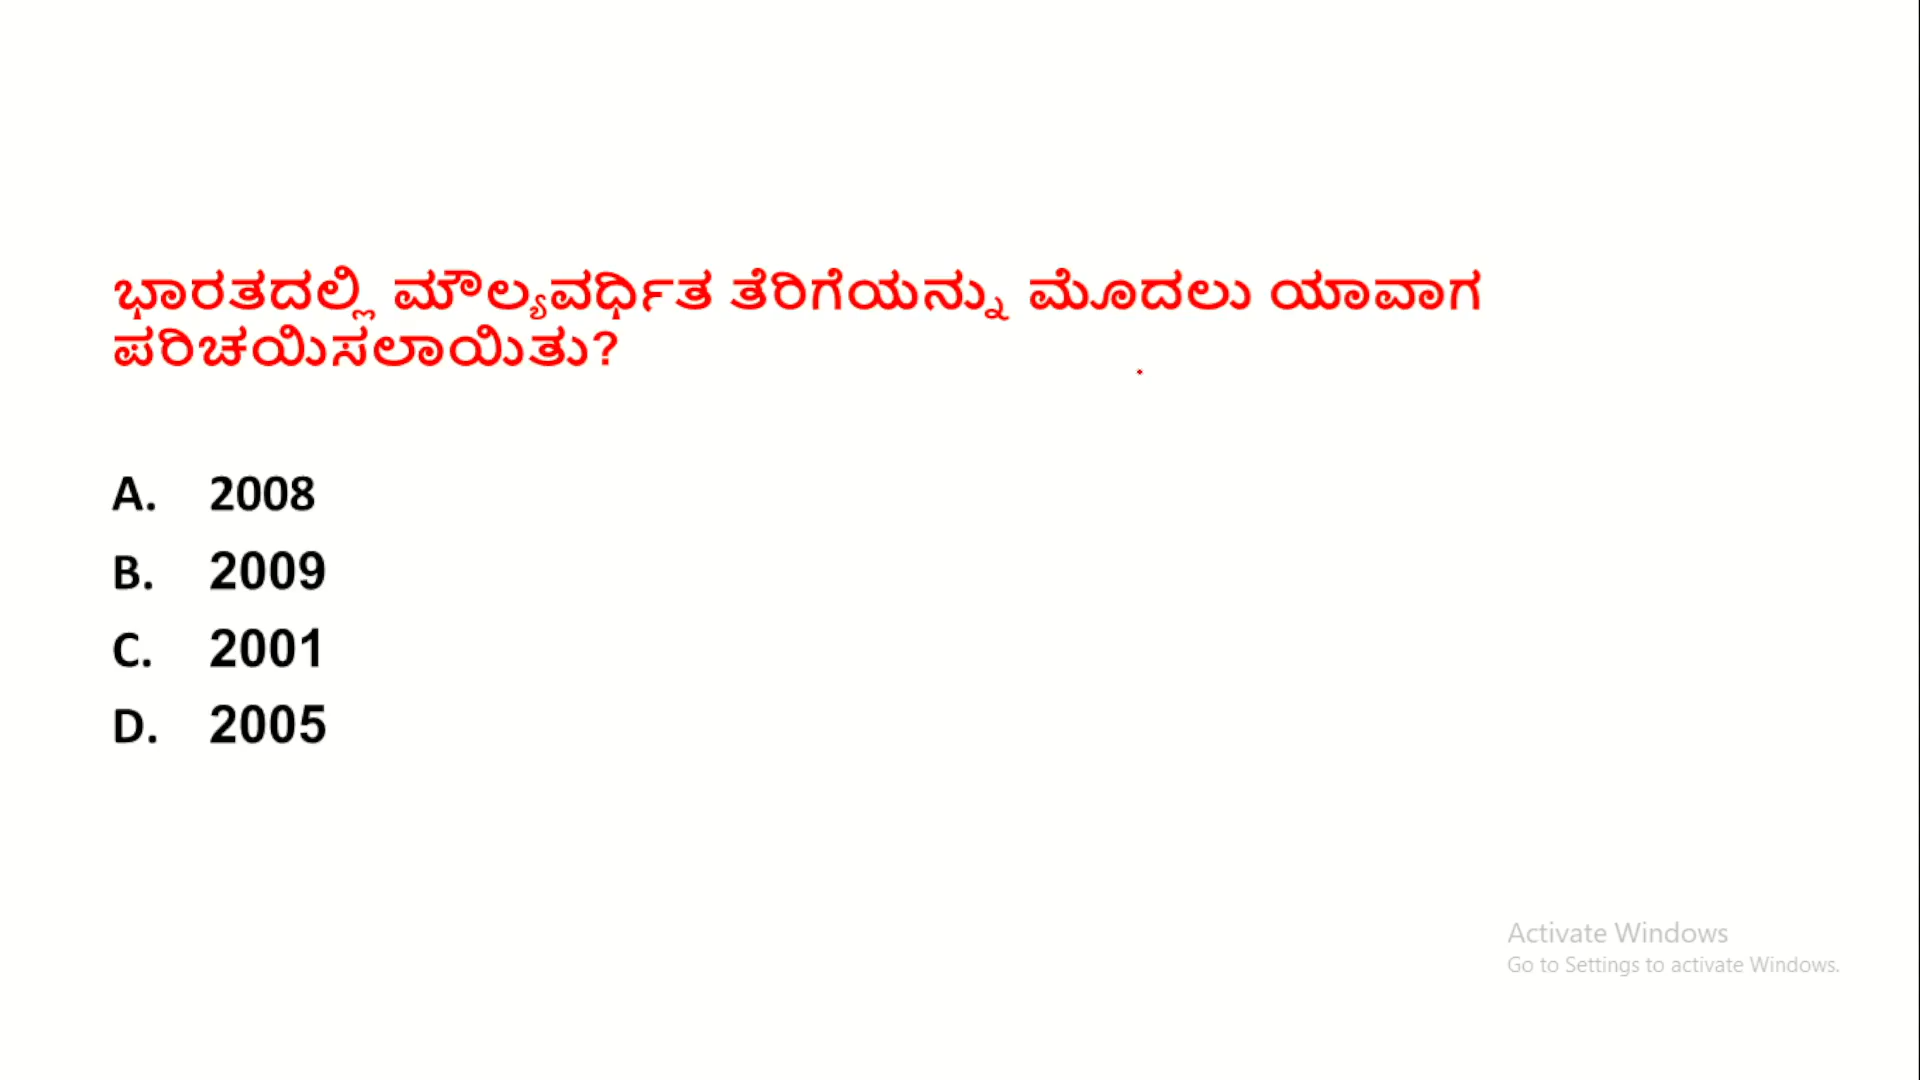 ಭಾರತದಲ್ಲಿ ಮೌಲ್ಯವರ್ಧಿತ ತೆರಿಗೆಯನ್ನು ಮೊದಲು ಯಾವಾಗ
ಪರಿಚಯಿಸಲಾಯಿತು?
A. 2008
B. 2009
C. 2001
D. 2005
Activate Windows
Go to Settings to activate Windows.